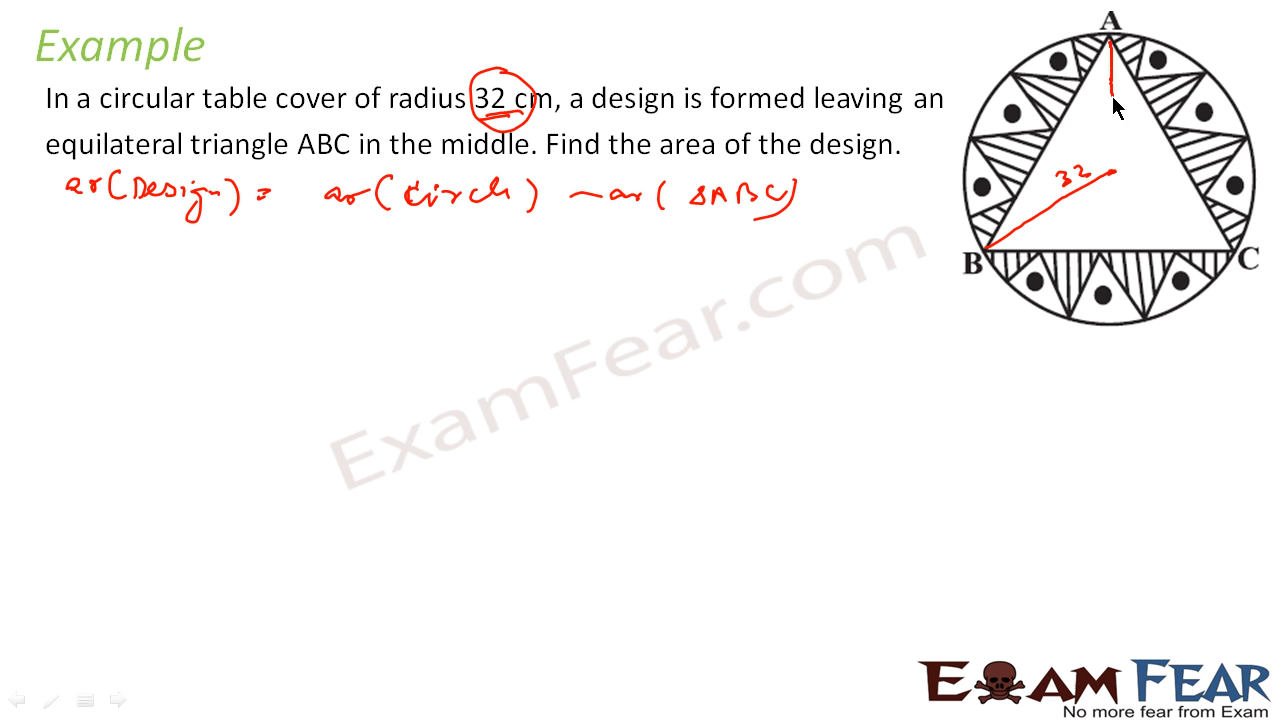 Example
In a circular table cover of radius 32 cm, a design is formed leaving an
equilateral triangle ABC in the middle. Find the area of the design.
ar(Design) = ar(Circle) - ar(ΔABC)
A
32
B
C
ExamFear.com
EXAM FEAR
No more fear from Exam